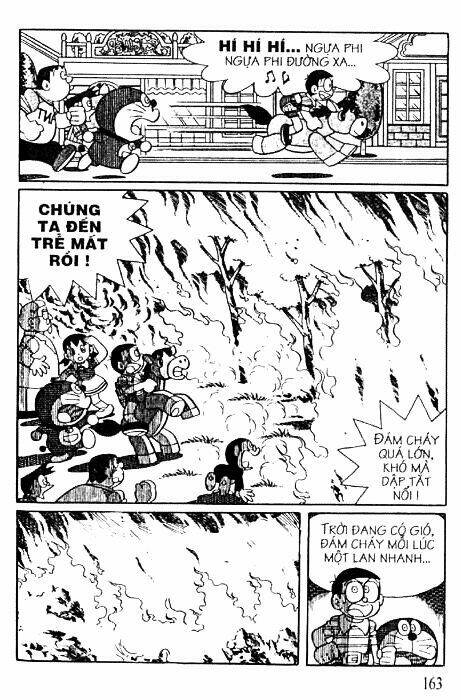 HÍ HÍ HÍ... NGỰA PHI
NGỰA PHI ĐƯỜNG XA...
CHÚNG
TA ĐẾN
TRỄ MẤT
RỒI !
ĐÁM CHÁY
QUÁ LỚN,
KHÓ MÀ
DẬP TẮT
NỔI !
TRỜI ĐANG CÓ GIÓ,
ĐÁM CHÁY MỖI LÚC
MỘT LAN NHANH...
163